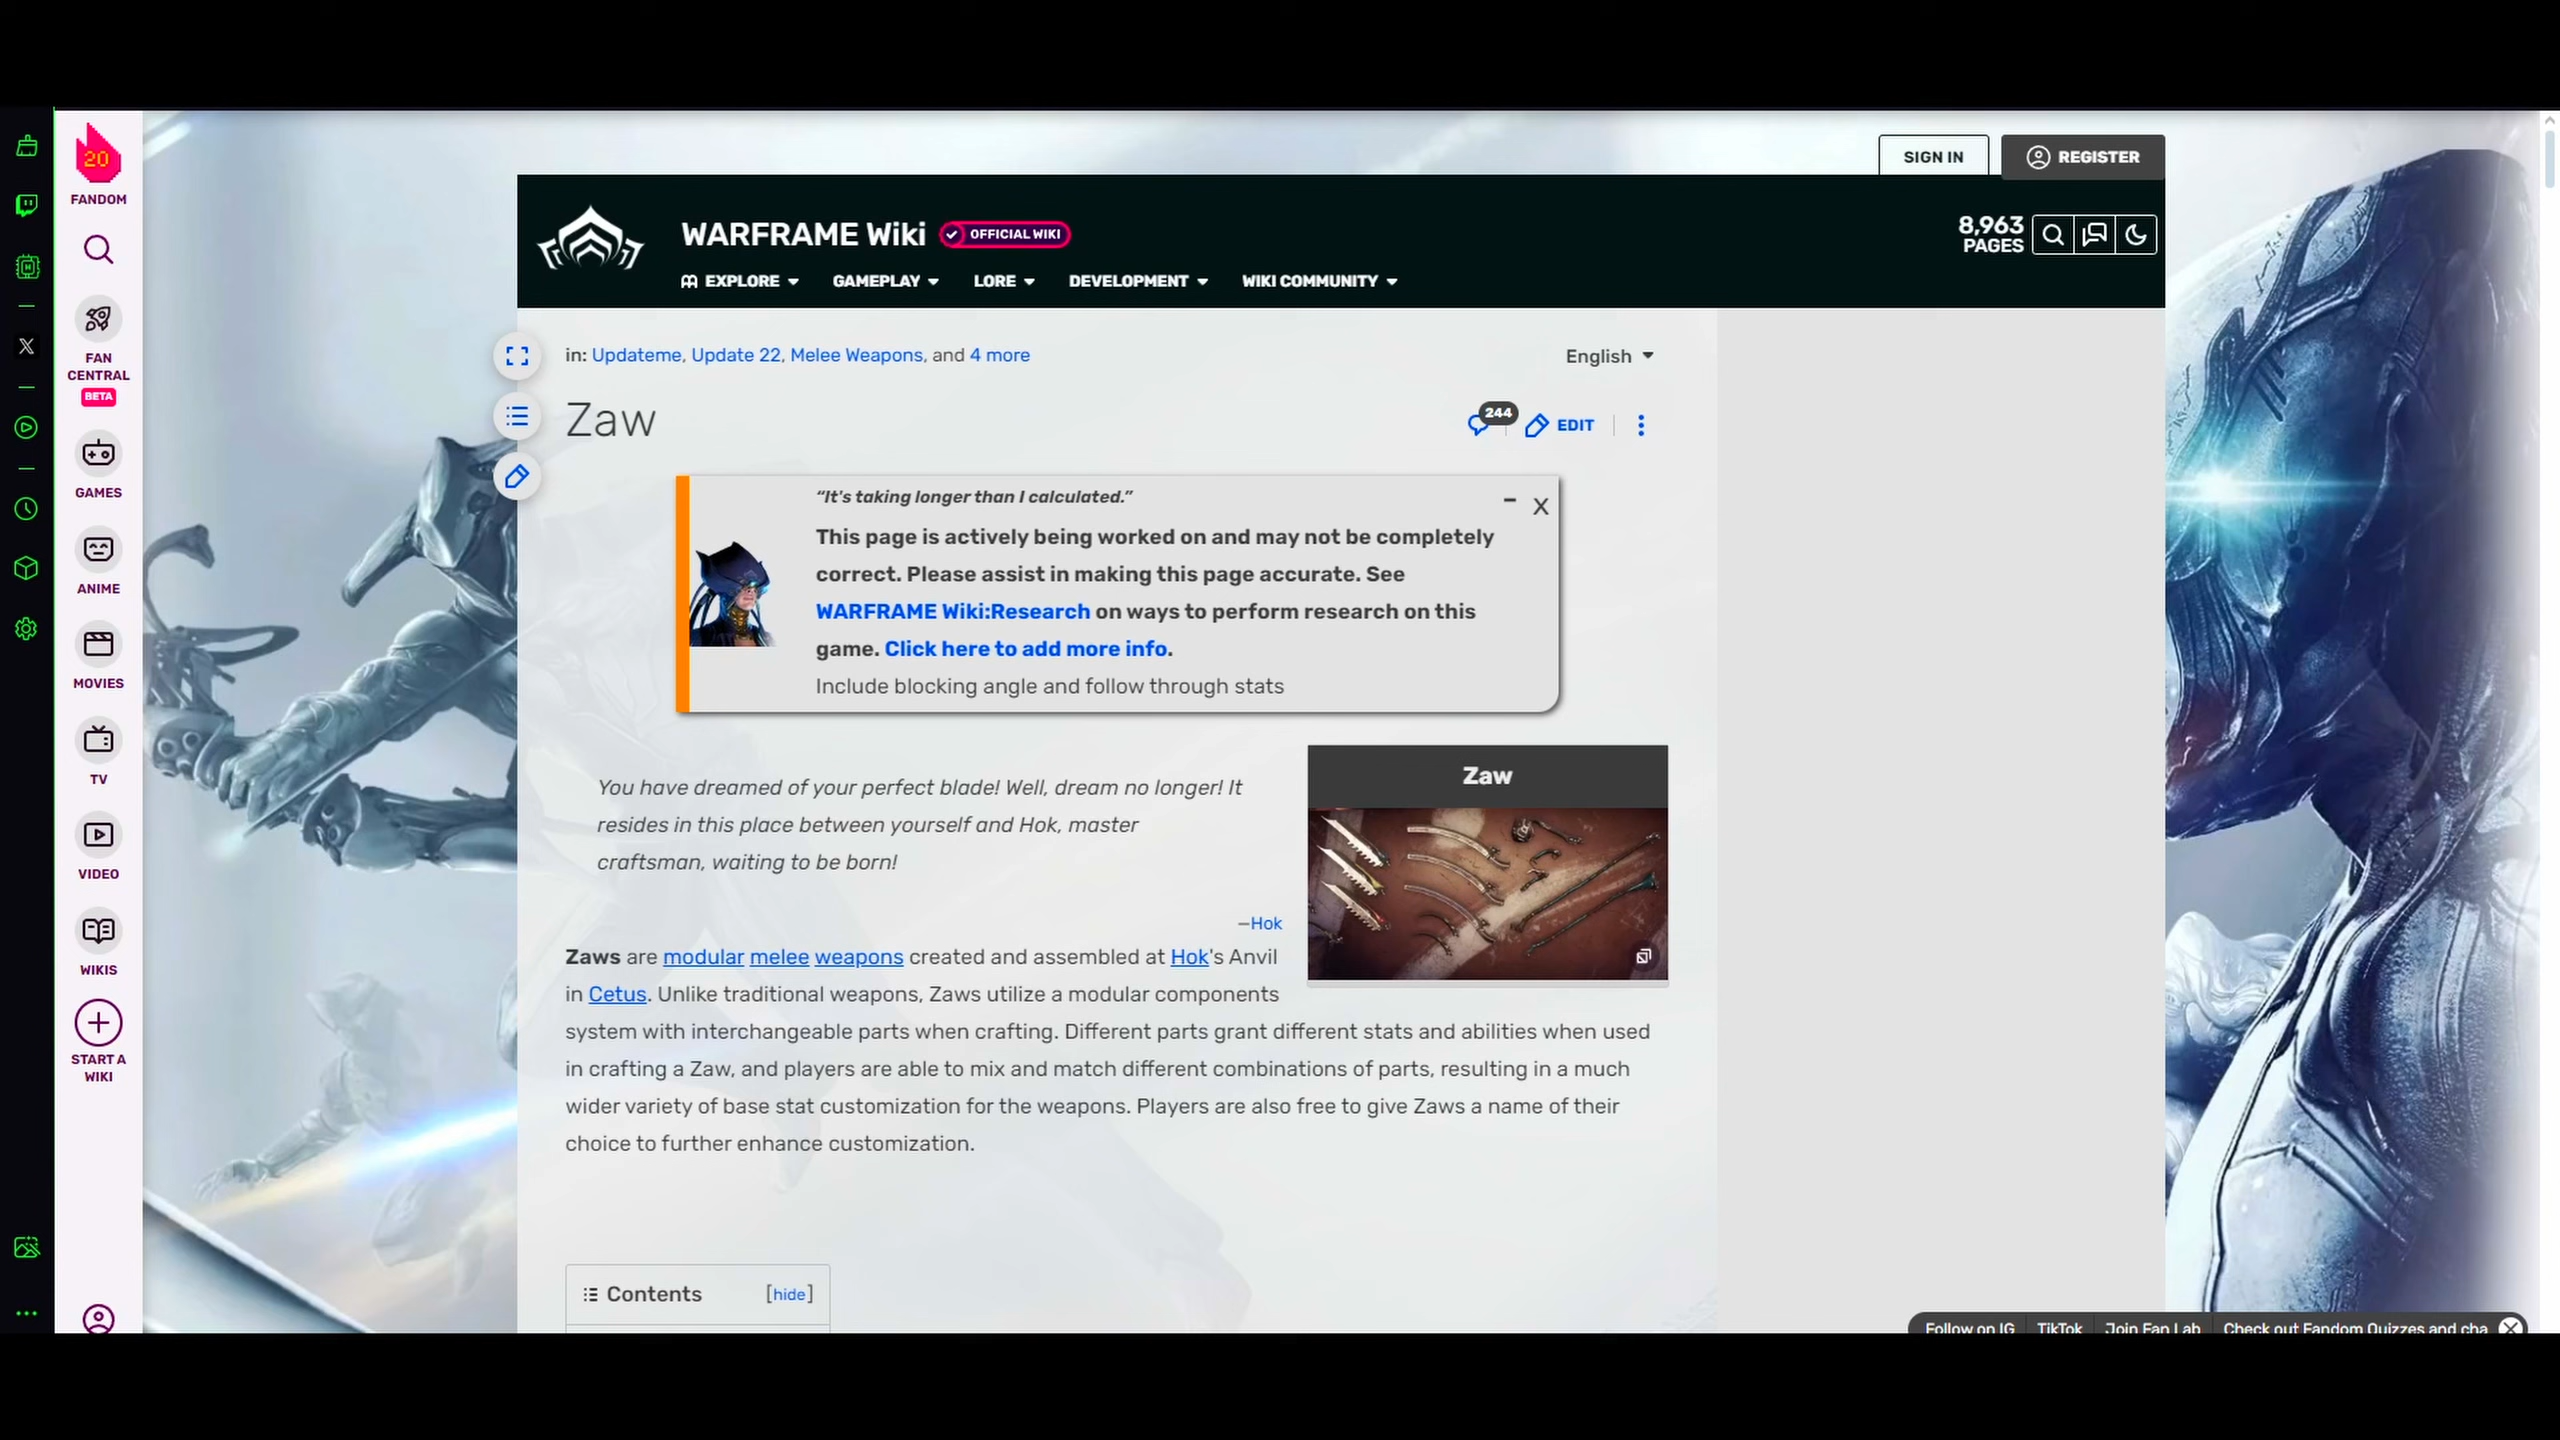 20
FANDOM
FAN
CENTRAL
BETA
GAMES
ANIME
MOVIES
TV
VIDEO
WIKIS
START A
WIKI
SIGN IN
REGISTER
WARFRAME Wiki
OFFICIAL WIKI
8,963
PAGES
EXPLORE
GAMEPLAY
LORE
DEVELOPMENT
WIKI COMMUNITY
in: Updateme, Update 22, Melee Weapons, and 4 more
English
Zaw
244
EDIT
“It's taking longer than I calculated.”
– X
This page is actively being worked on and may not be completely
correct. Please assist in making this page accurate. See
WARFRAME Wiki:Research on ways to perform research on this
game. Click here to add more info.
Include blocking angle and follow through stats
Zaw
You have dreamed of your perfect blade! Well, dream no longer! It
resides in this place between yourself and Hok, master
craftsman, waiting to be born!
—Hok
Zaws are modular melee weapons created and assembled at Hok's Anvil
in Cetus. Unlike traditional weapons, Zaws utilize a modular components
system with interchangeable parts when crafting. Different parts grant different stats and abilities when used
in crafting a Zaw, and players are able to mix and match different combinations of parts, resulting in a much
wider variety of base stat customization for the weapons. Players are also free to give Zaws a name of their
choice to further enhance customization.
Contents [hide]
Follow on IG TikTok Join Fan Lab Check out Fandom Quizzes and cha